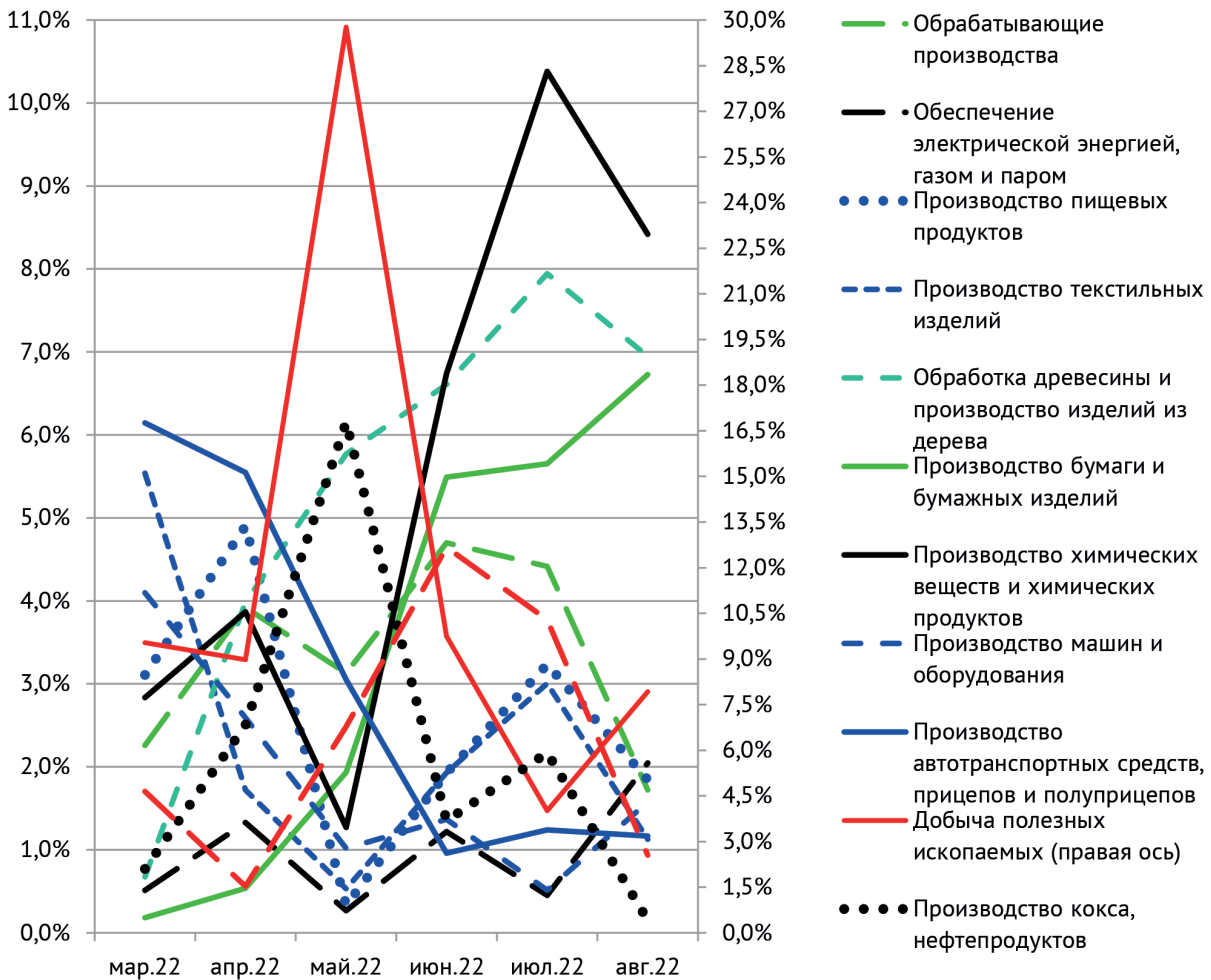 11,0%
10,0%
9,0%
8,0%
7,0%
6,0%
5,0%
4,0%
3,0%
2,0%
1,0%
0,0%
30,0%
28,5%
27,0%
25,5%
24,0%
22,5%
21,0%
19,5%
18,0%
16,5%
15,0%
13,5%
12,0%
10,5%
9,0%
7,5%
6,0%
4,5%
3,0%
1,5%
0,0%
мар.22 апр.22 май.22 июн.22 июл.22 авг.22
Обрабатывающие
производства
Обеспечение
электрической энергией,
газом и паром
Производство пищевых
продуктов
Производство текстильных
изделий
Обработка древесины и
производство изделий из
дерева
Производство бумаги и
бумажных изделий
Производство химических
веществ и химических
продуктов
Производство машин и
оборудования
Производство
автотранспортных средств,
прицепов и полуприцепов
Добыча полезных
ископаемых (правая ось)
Производство кокса,
нефтепродуктов